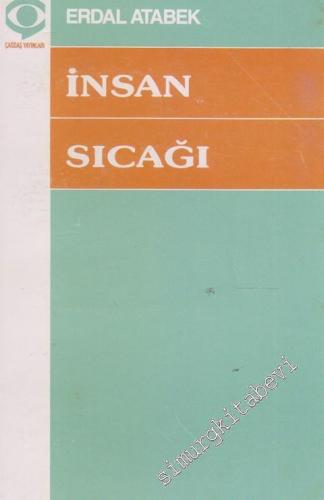 ERDAL ATABEK
ÇAĞDAŞ YAYINLARI
İNSAN
SICAĞI
simurgkitabevi